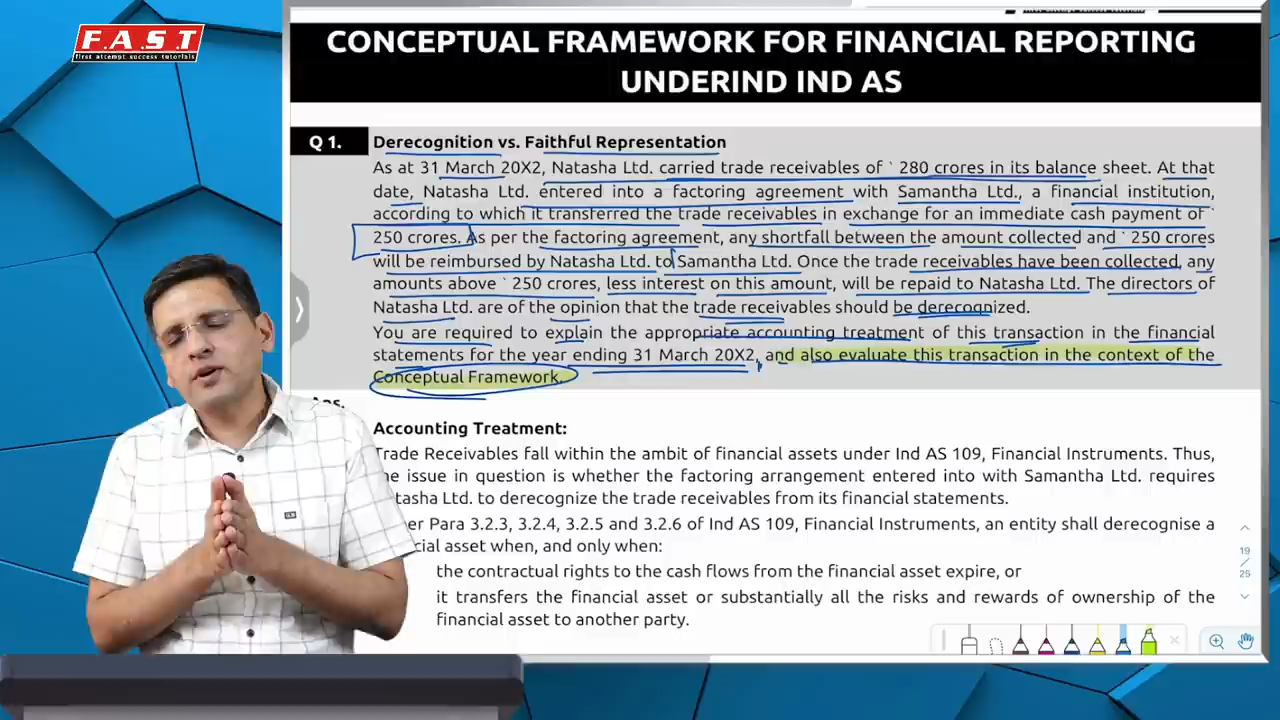 F.A.S.T
first attempt success tutorials
CONCEPTUAL FRAMEWORK FOR FINANCIAL REPORTING
UNDERIND IND AS
Q 1. Derecognition vs. Faithful Representation
As at 31 March 20X2, Natasha Ltd. carried trade receivables of ` 280 crores in its balance sheet. At that
date, Natasha Ltd. entered into a factoring agreement with Samantha Ltd., a financial institution,
according to which it transferred the trade receivables in exchange for an immediate cash payment of `
250 crores. As per the factoring agreement, any shortfall between the amount collected and ` 250 crores
will be reimbursed by Natasha Ltd. to Samantha Ltd. Once the trade receivables have been collected, any
amounts above ` 250 crores, less interest on this amount, will be repaid to Natasha Ltd. The directors of
Natasha Ltd. are of the opinion that the trade receivables should be derecognized.
You are required to explain the appropriate accounting treatment of this transaction in the financial
statements for the year ending 31 March 20X2, and also evaluate this transaction in the context of the
Conceptual Framework.
Ans.
Accounting Treatment:
Trade Receivables fall within the ambit of financial assets under Ind AS 109, Financial Instruments. Thus,
issue in question is whether the factoring arrangement entered into with Samantha Ltd. requires
Ltd. to derecognize the trade receivables from its financial statements.
Para 3.2.3, 3.2.4, 3.2.5 and 3.2.6 of Ind AS 109, Financial Instruments, an entity shall derecognise a
asset when, and only when:
the contractual rights to the cash flows from the financial asset expire, or
it transfers the financial asset or substantially all the risks and rewards of ownership of the
financial asset to another party.
19
/
25